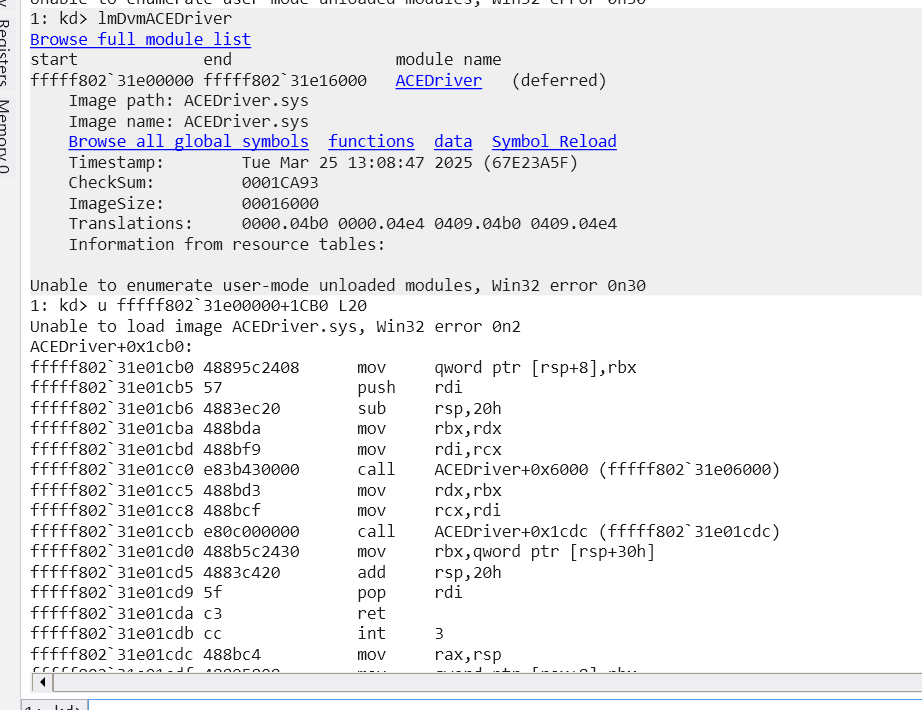 Unable to enumerate user-mode unloaded modules, Win32 error 0n30
1: kd> lmDvmACEDriver
Browse full module list
start             end                 module name
fffff802`31e00000 fffff802`31e16000   ACEDriver   (deferred)
    Image path: ACEDriver.sys
    Image name: ACEDriver.sys
    Browse all global symbols  functions  data  Symbol Reload
    Timestamp:        Tue Mar 25 13:08:47 2025 (67E23A5F)
    CheckSum:         0001CA93
    ImageSize:        00016000
    Translations:     0000.04b0 0000.04e4 0409.04b0 0409.04e4
    Information from resource tables:
Unable to enumerate user-mode unloaded modules, Win32 error 0n30
1: kd> u fffff802`31e00000+1CB0 L20
Unable to load image ACEDriver.sys, Win32 error 0n2
ACEDriver+0x1cb0:
fffff802`31e01cb0 48895c2408      mov     qword ptr [rsp+8],rbx
fffff802`31e01cb5 57              push    rdi
fffff802`31e01cb6 4883ec20        sub     rsp,20h
fffff802`31e01cba 488bda          mov     rbx,rdx
fffff802`31e01cbd 488bf9          mov     rdi,rcx
fffff802`31e01cc0 e83b430000      call    ACEDriver+0x6000 (fffff802`31e06000)
fffff802`31e01cc5 488bd3          mov     rdx,rbx
fffff802`31e01cc8 488bcf          mov     rcx,rdi
fffff802`31e01ccb e80c000000      call    ACEDriver+0x1cdc (fffff802`31e01cdc)
fffff802`31e01cd0 488b5c2430      mov     rbx,qword ptr [rsp+30h]
fffff802`31e01cd5 4883c420        add     rsp,20h
fffff802`31e01cd9 5f              pop     rdi
fffff802`31e01cda c3              ret
fffff802`31e01cdb cc              int     3
fffff802`31e01cdc 488bc4          mov     rax,rsp
1: kd>
Registers
Memory 0